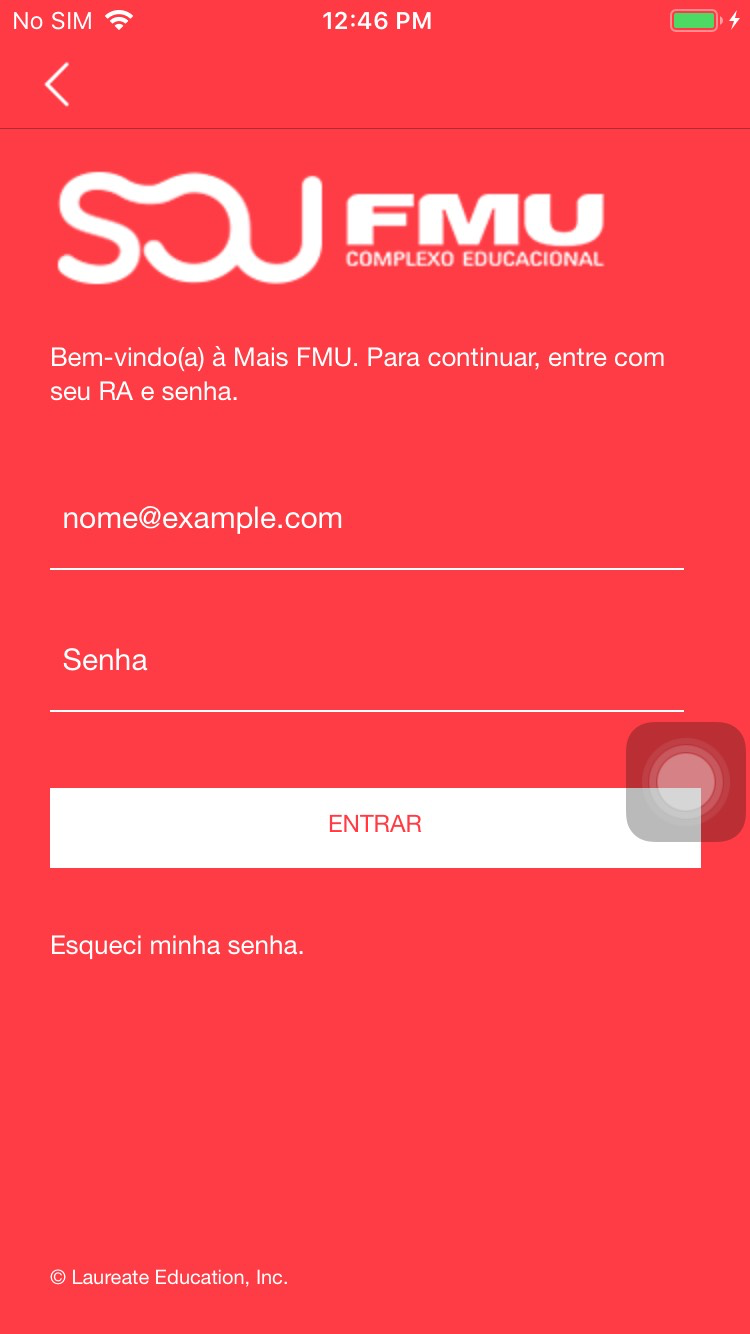 No SIM 12:46 PM
SOU FMU
COMPLEXO EDUCACIONAL
Bem-vindo(a) à Mais FMU. Para continuar, entre com
seu RA e senha.
nome@example.com
Senha
ENTRAR
Esqueci minha senha.
© Laureate Education, Inc.